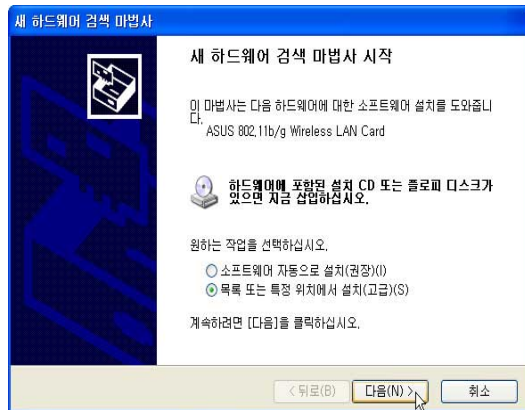 새 하드웨어 검색 마법사
새 하드웨어 검색 마법사 시작
이 마법사는 다음 하드웨어에 대한 소프트웨어 설치를 도와줍니
다.
ASUS 802.11b/g Wireless LAN Card
하드웨어에 포함된 설치 CD 또는 플로피 디스크가
있으면 지금 삽입하십시오.
원하는 작업을 선택하십시오.
소프트웨어 자동으로 설치(권장)(I)
목록 또는 특정 위치에서 설치(고급)(S)
계속하려면 [다음]을 클릭하십시오.
< 뒤로(B) 다음(N) > 취소